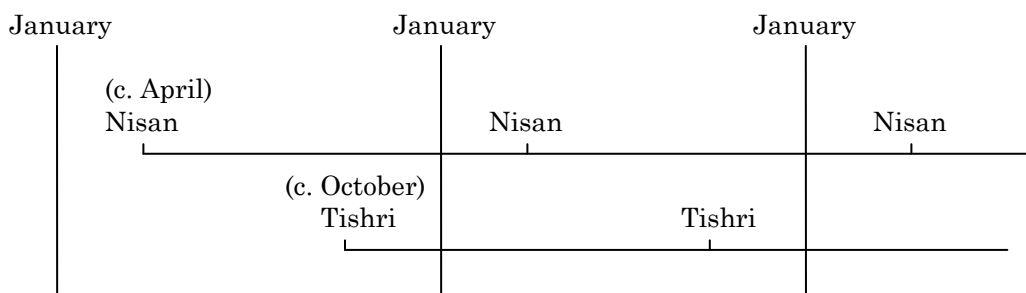 January January January
(c. April)
Nisan Nisan Nisan
(c. October)
Tishri Tishri